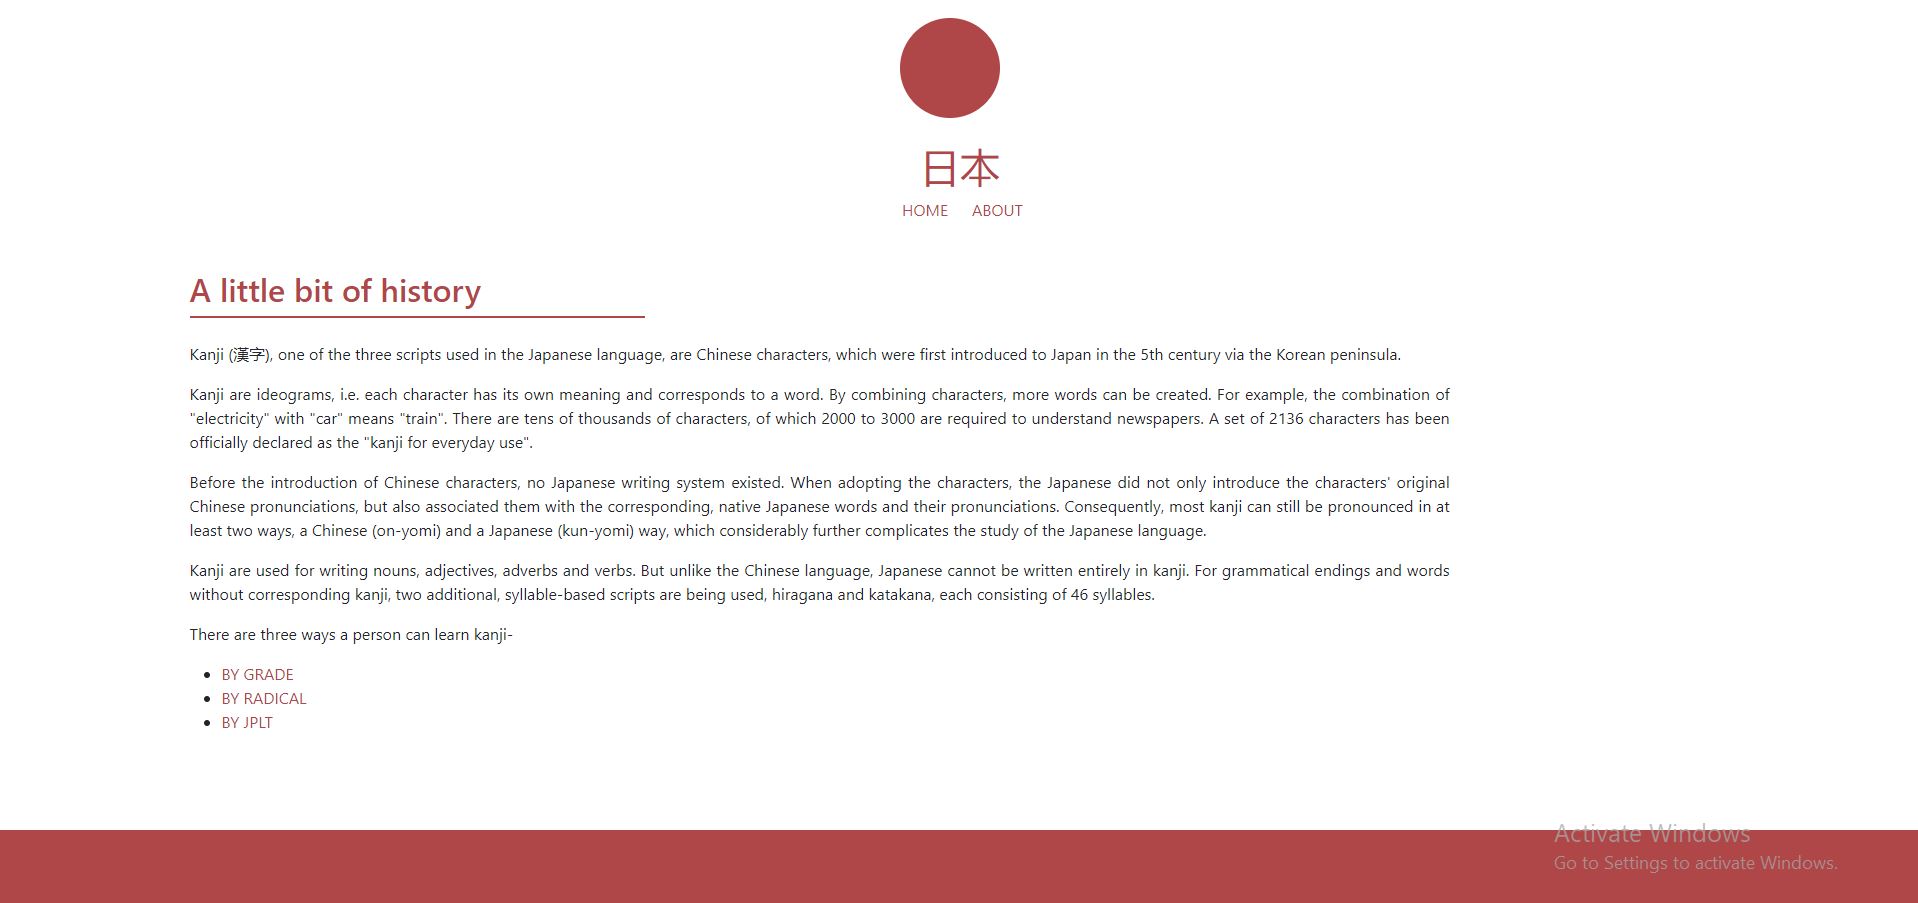 日本
HOME ABOUT
A little bit of history
Kanji (漢字), one of the three scripts used in the Japanese language, are Chinese characters, which were first introduced to Japan in the 5th century via the Korean peninsula.
Kanji are ideograms, i.e. each character has its own meaning and corresponds to a word. By combining characters, more words can be created. For example, the combination of
"electricity" with "car" means "train". There are tens of thousands of characters, of which 2000 to 3000 are required to understand newspapers. A set of 2136 characters has been
officially declared as the "kanji for everyday use".
Before the introduction of Chinese characters, no Japanese writing system existed. When adopting the characters, the Japanese did not only introduce the characters' original
Chinese pronunciations, but also associated them with the corresponding, native Japanese words and their pronunciations. Consequently, most kanji can still be pronounced in at
least two ways, a Chinese (on-yomi) and a Japanese (kun-yomi) way, which considerably further complicates the study of the Japanese language.
Kanji are used for writing nouns, adjectives, adverbs and verbs. But unlike the Chinese language, Japanese cannot be written entirely in kanji. For grammatical endings and words
without corresponding kanji, two additional, syllable-based scripts are being used, hiragana and katakana, each consisting of 46 syllables.
There are three ways a person can learn kanji-
BY GRADE
BY RADICAL
BY JPLT
Activate Windows
Go to Settings to activate Windows.